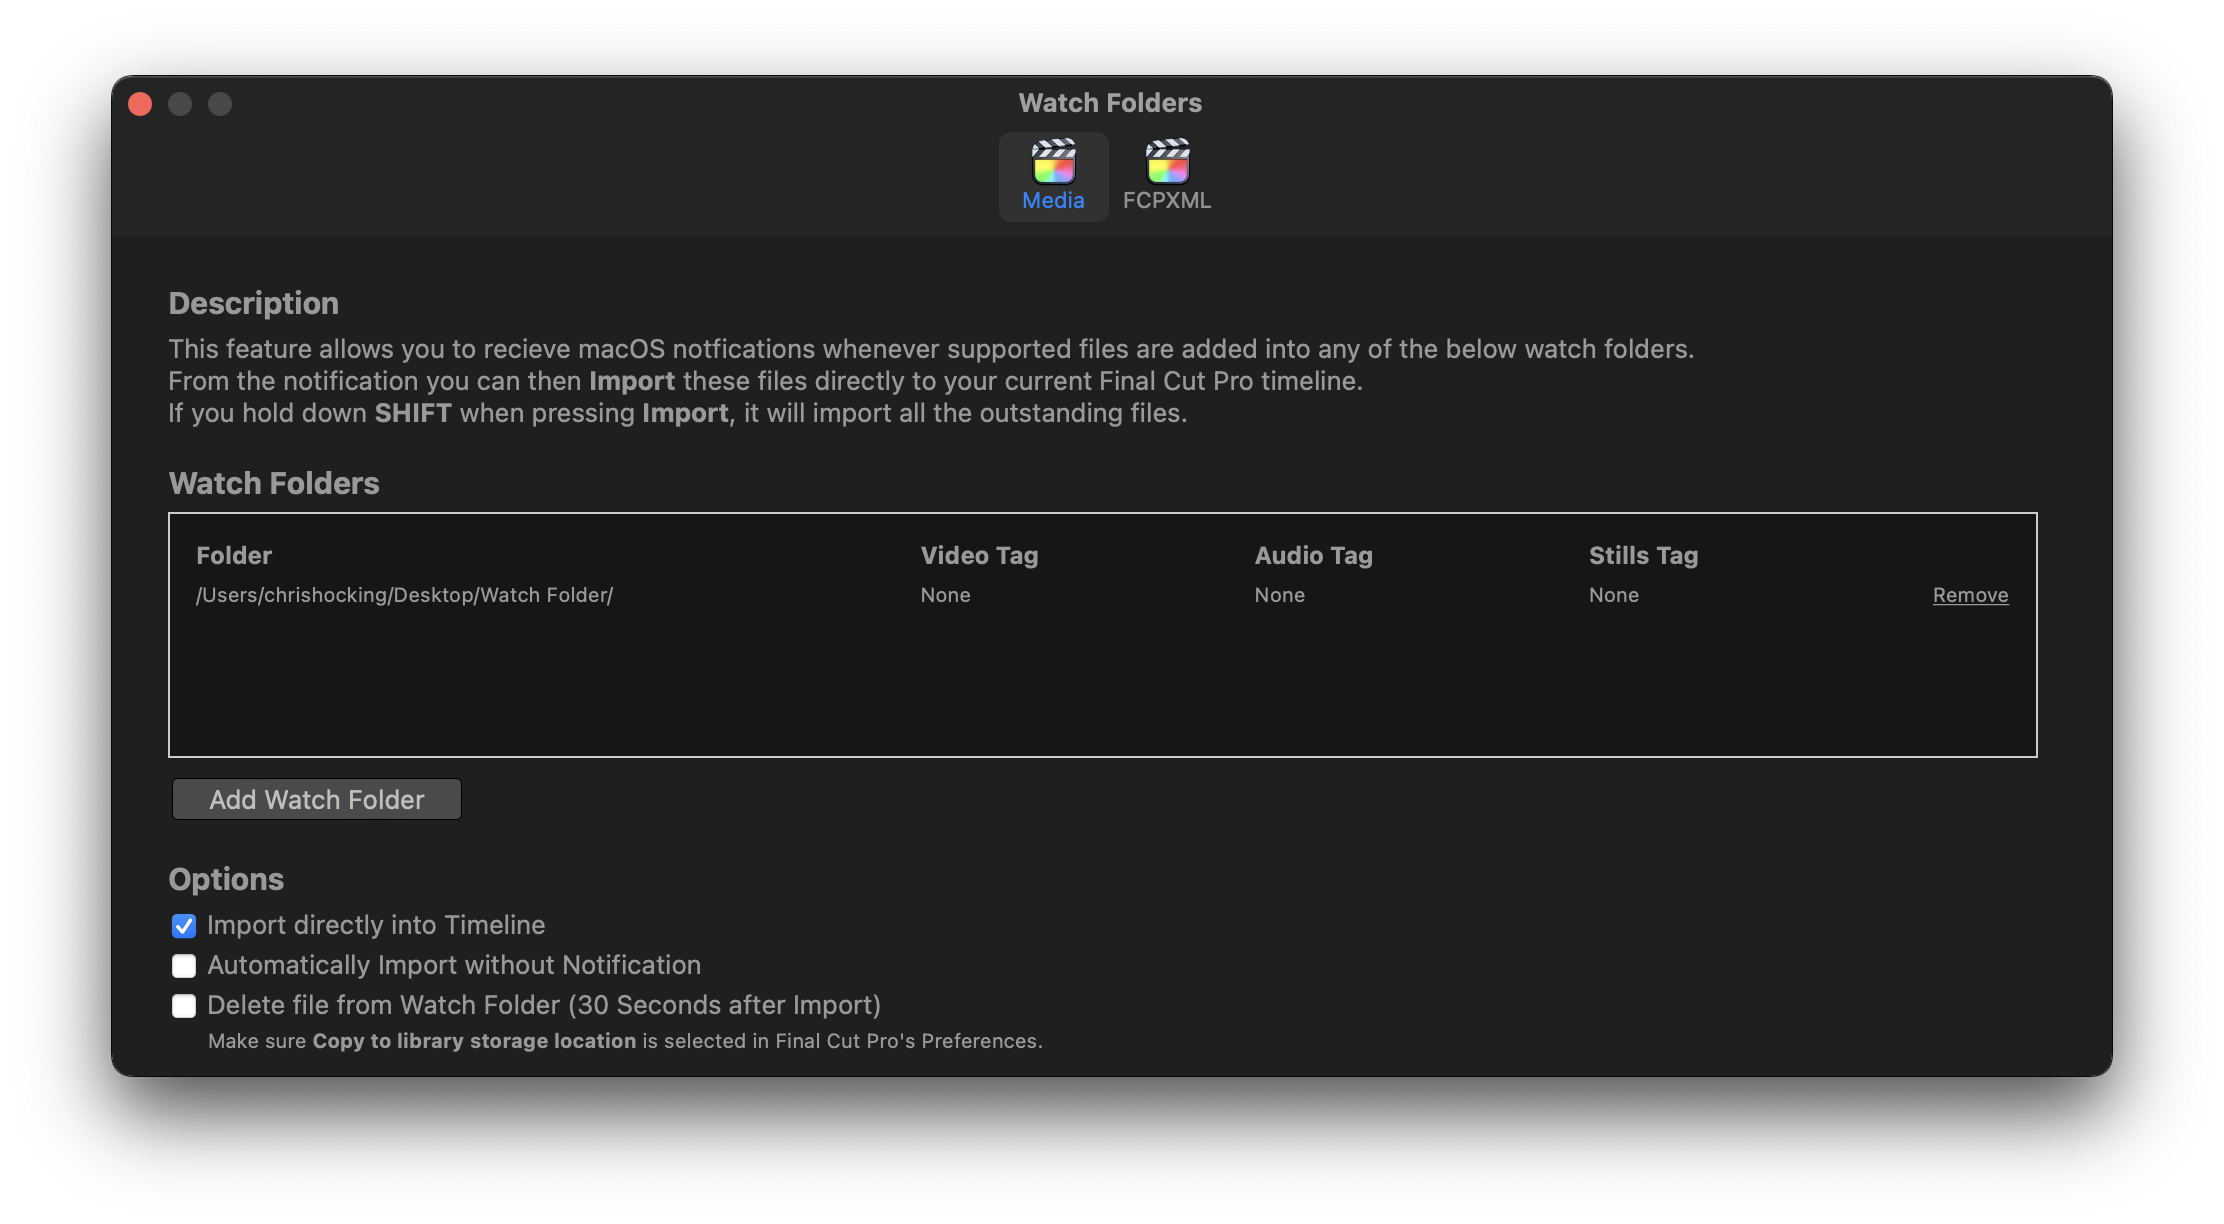 Watch Folders
Media
FCPXML
Description
This feature allows you to recieve macOS notfications whenever supported files are added into any of the below watch folders.
From the notification you can then Import these files directly to your current Final Cut Pro timeline.
If you hold down SHIFT when pressing Import, it will import all the outstanding files.
Watch Folders
Folder Video Tag Audio Tag Stills Tag
/Users/chrishocking/Desktop/Watch Folder/ None None None Remove
Add Watch Folder
Options
Import directly into Timeline
Automatically Import without Notification
Delete file from Watch Folder (30 Seconds after Import)
Make sure Copy to library storage location is selected in Final Cut Pro's Preferences.